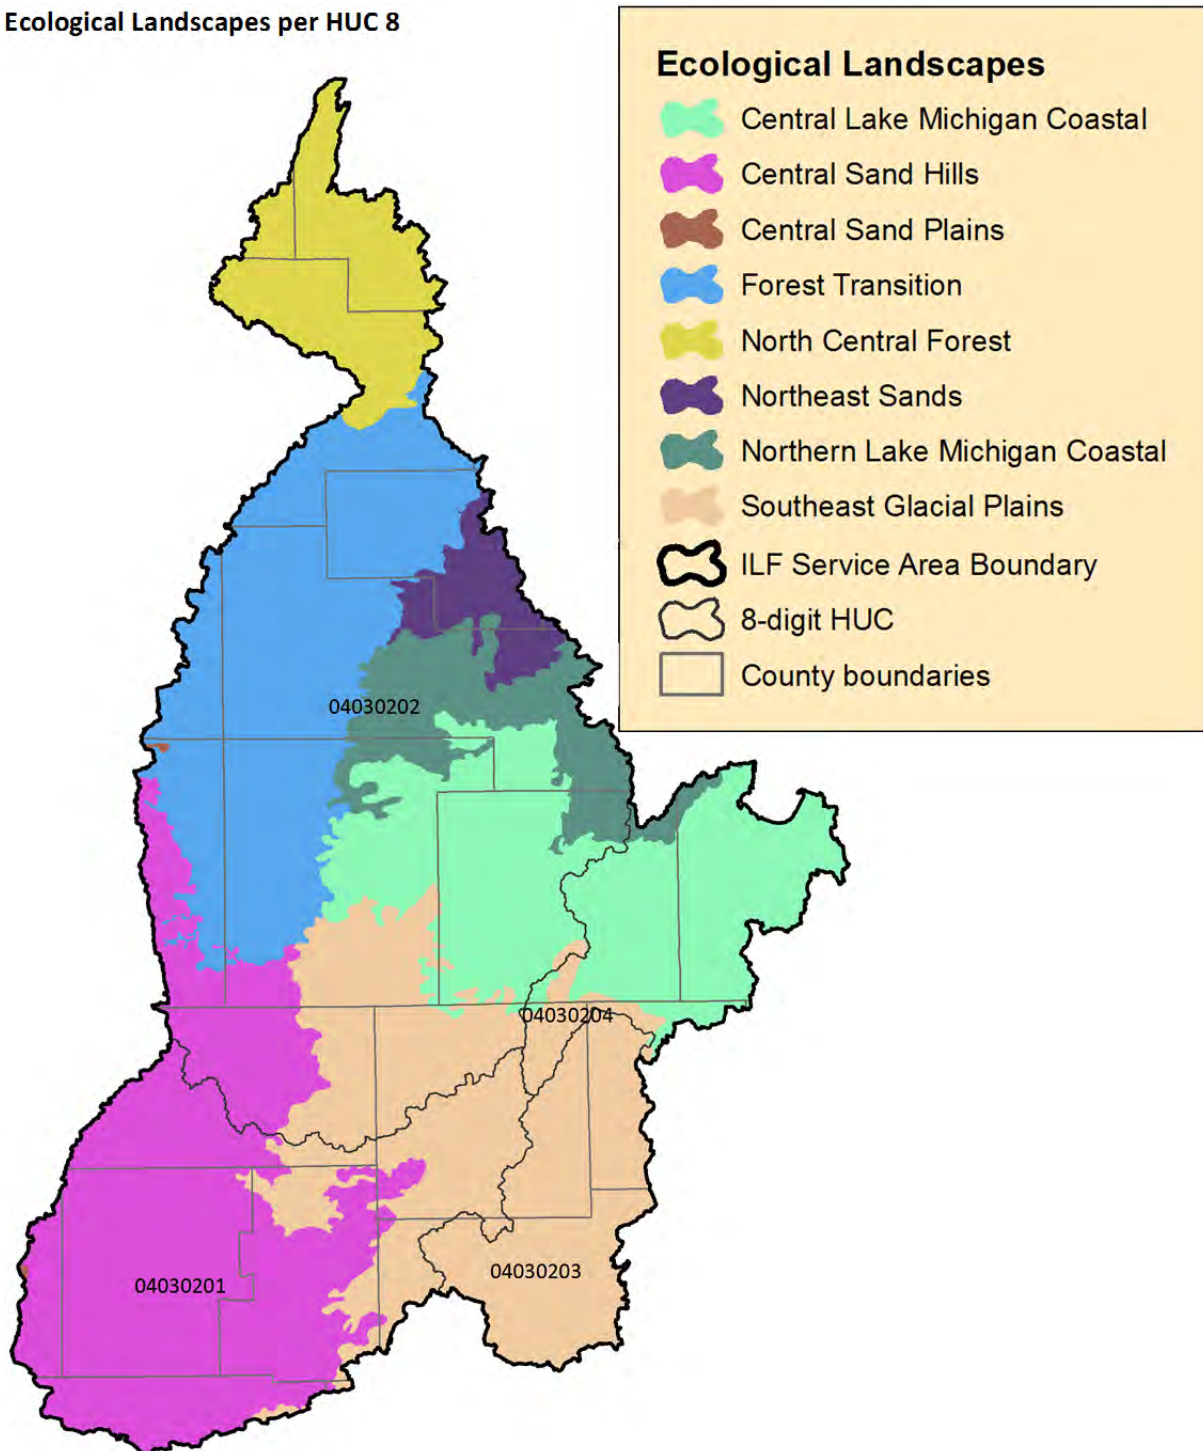 Ecological Landscapes per HUC 8
Ecological Landscapes
Central Lake Michigan Coastal
Central Sand Hills
Central Sand Plains
Forest Transition
North Central Forest
Northeast Sands
Northern Lake Michigan Coastal
Southeast Glacial Plains
ILF Service Area Boundary
8-digit HUC
County boundaries
04030202
04030204
04030203
04030201